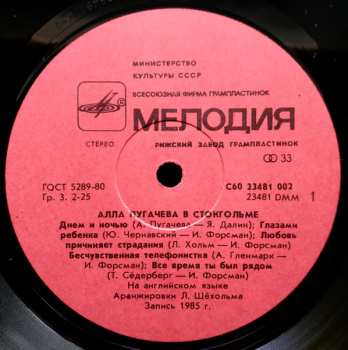 МИНИСТЕРСТВО
КУЛЬТУРЫ СССР
ВСЕСОЮЗНАЯ ФИРМА ГРАМПЛАСТИНОК
МЕЛОДИЯ
СТЕРЕО РИЖСКИЙ ЗАВОД ГРАМПЛАСТИНОК 33
ГОСТ 5289-80 С60 23481 002
Гр. 3. 2-25 23481 DMM 1
АЛЛА ПУГАЧЕВА В СТОКГОЛЬМЕ
Днем и ночью (А. Пугачева — Я. Далин); Глазами
ребенка (Ю. Чернавский — И. Форсман); Любовь
причиняет страдания (Л. Хольм — И. Форсман)
Бесчувственная телефонистка (А. Гленмарк —
И. Форсман); Все время ты был рядом
(Т. Сёдерберг — И. Форсман)
На английском языке
Аранжировки Л. Шёхольма
Запись 1985 г.